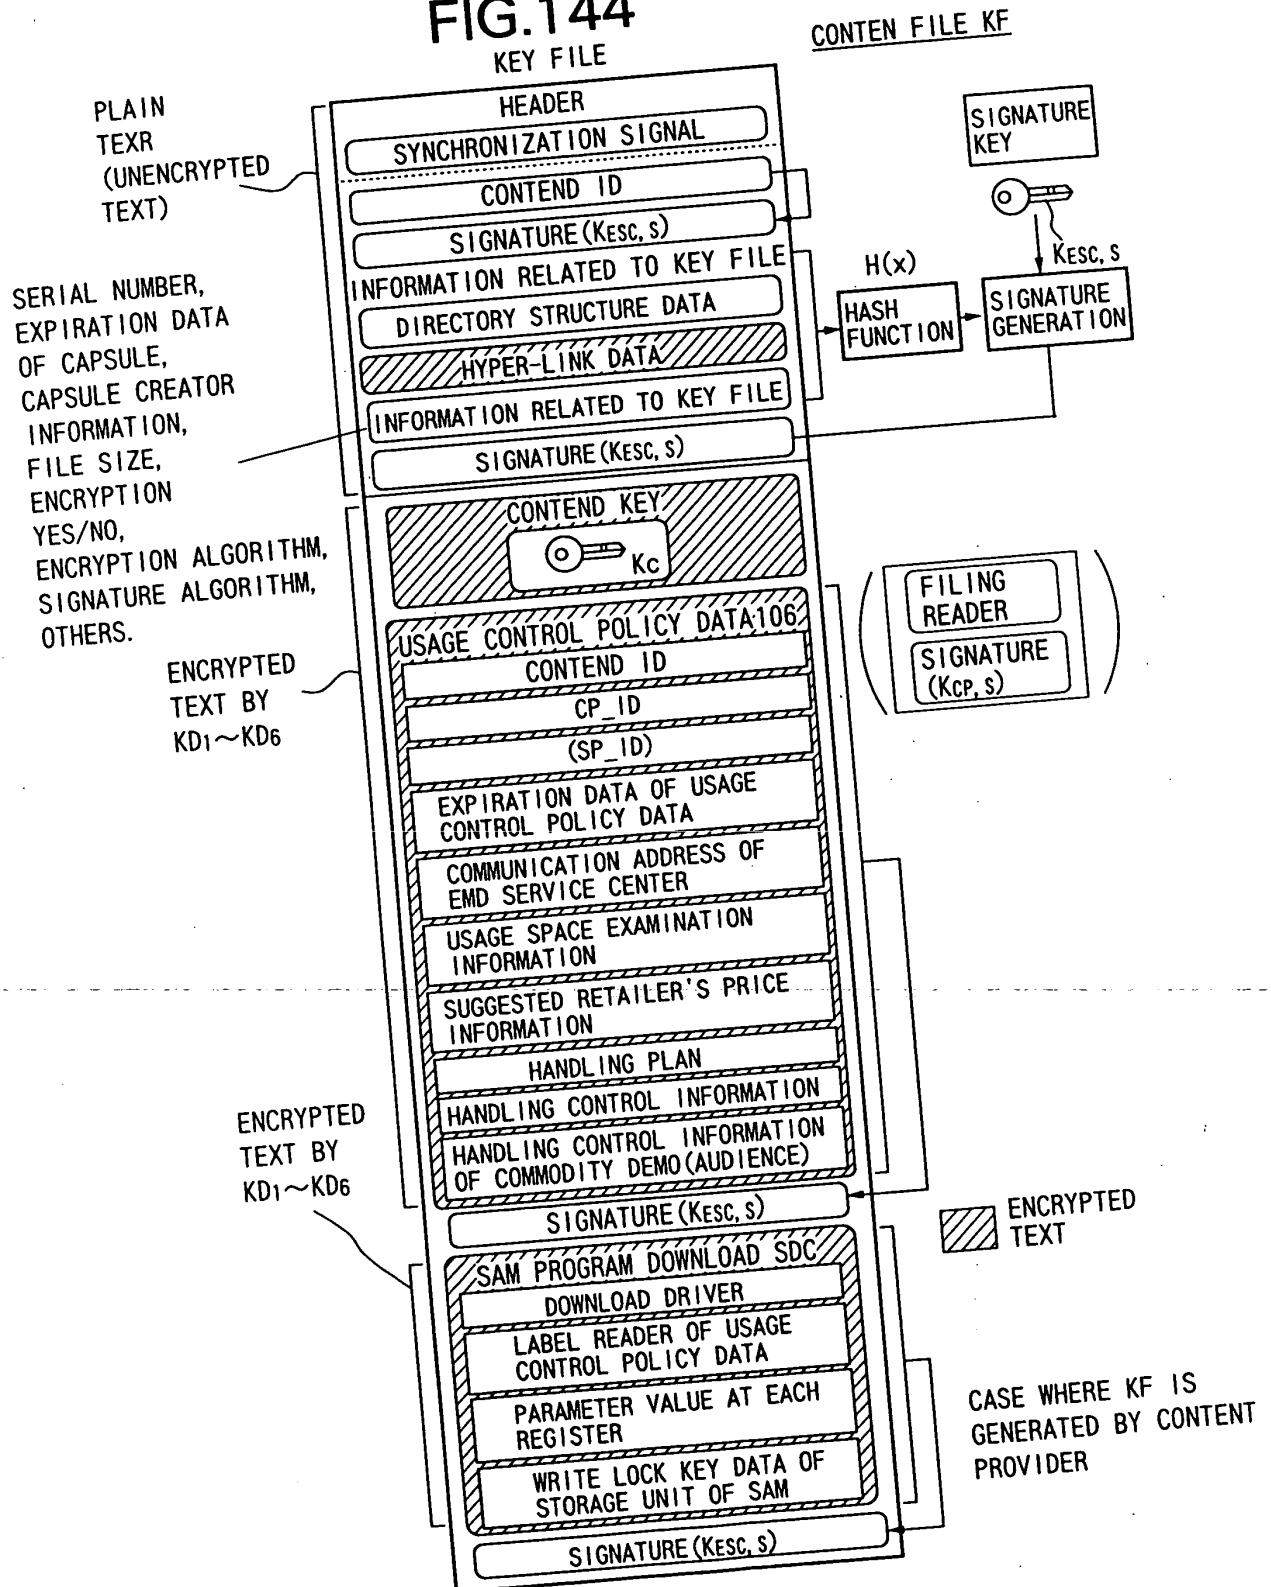 FIG.144
CONTEN FILE KF
KEY FILE
PLAIN
TEXR
(UNENCRYPTED
TEXT)
HEADER
SYNCHRONIZATION SIGNAL
CONTEND ID
SIGNATURE(KESC,S)
INFORMATION RELATED TO KEY FILE
DIRECTORY STRUCTURE DATA
HYPER-LINK DATA
INFORMATION RELATED TO KEY FILE
SIGNATURE(KESC,S)
SIGNATURE
KEY
KESC,S
H(x)
HASH
FUNCTION
SIGNATURE
GENERATION
SERIAL NUMBER,
EXPIRATION DATA
OF CAPSULE,
CAPSULE CREATOR
INFORMATION,
FILE SIZE,
ENCRYPTION
YES/NO,
ENCRYPTION ALGORITHM,
SIGNATURE ALGORITHM,
OTHERS.
CONTEND KEY
Kc
FILING
READER
SIGNATURE
(KCP,S)
ENCRYPTED
TEXT BY
KD1~KD6
USAGE CONTROL POLICY DATA106
CONTEND ID
CP_ID
(SP_ID)
EXPIRATION DATA OF USAGE
CONTROL POLICY DATA
COMMUNICATION ADDRESS OF
EMD SERVICE CENTER
USAGE SPACE EXAMINATION
INFORMATION
SUGGESTED RETAILER'S PRICE
INFORMATION
HANDLING PLAN
HANDLING CONTROL INFORMATION
HANDLING CONTROL INFORMATION
OF COMMODITY DEMO(AUDIENCE)
SIGNATURE(KESC,S)
ENCRYPTED
TEXT
ENCRYPTED
TEXT BY
KD1~KD6
SAM PROGRAM DOWNLOAD SDC
DOWNLOAD DRIVER
LABEL READER OF USAGE
CONTROL POLICY DATA
PARAMETER VALUE AT EACH
REGISTER
WRITE LOCK KEY DATA OF
STORAGE UNIT OF SAM
SIGNATURE(KESC,S)
CASE WHERE KF IS
GENERATED BY CONTENT
PROVIDER